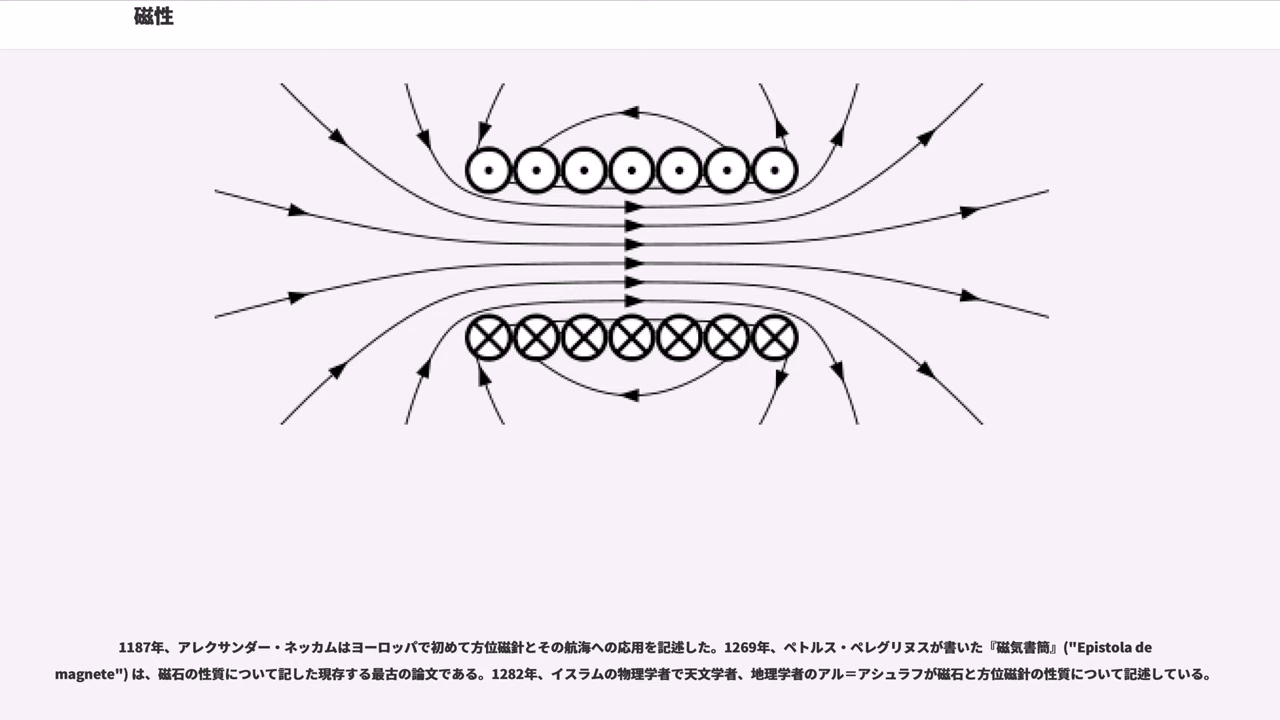 磁性
1187年、アレクサンダー・ネッカムはヨーロッパで初めて方位磁針とその航海への応用を記述した。1269年、ペトルス・ペレグリヌスが書いた『磁気書簡』("Epistola de
magnete") は、磁石の性質について記した現存する最古の論文である。1282年、イスラムの物理学者で天文学者、地理学者のアル＝アシュラフが磁石と方位磁針の性質について記述している。